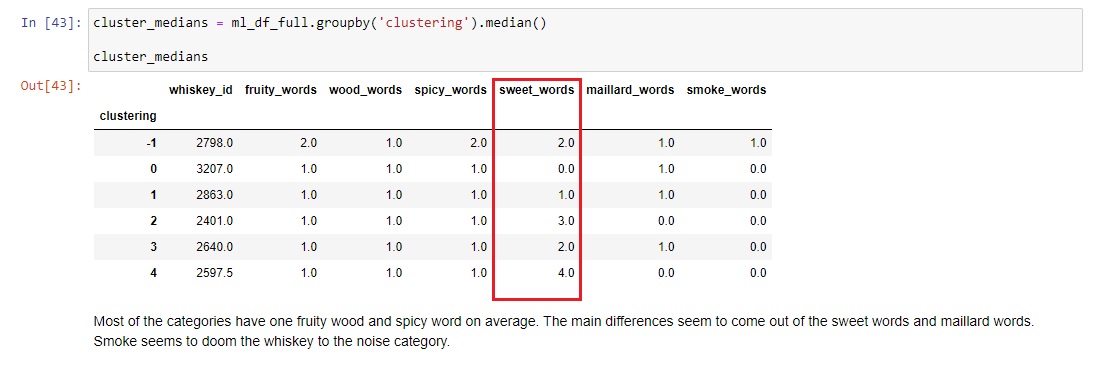 In [43]: cluster_medians = ml_df_full.groupby('clustering').median()
cluster_medians
Out[43]:
whiskey_id fruity_words wood_words spicy_words sweet_words maillard_words smoke_words
clustering
-1 2798.0 2.0 1.0 2.0 2.0 1.0 1.0
0 3207.0 1.0 1.0 1.0 0.0 1.0 0.0
1 2863.0 1.0 1.0 1.0 1.0 1.0 0.0
2 2401.0 1.0 1.0 1.0 3.0 0.0 0.0
3 2640.0 1.0 1.0 1.0 2.0 1.0 0.0
4 2597.5 1.0 1.0 1.0 4.0 0.0 0.0
Most of the categories have one fruity wood and spicy word on average. The main differences seem to come out of the sweet words and maillard words.
Smoke seems to doom the whiskey to the noise category.